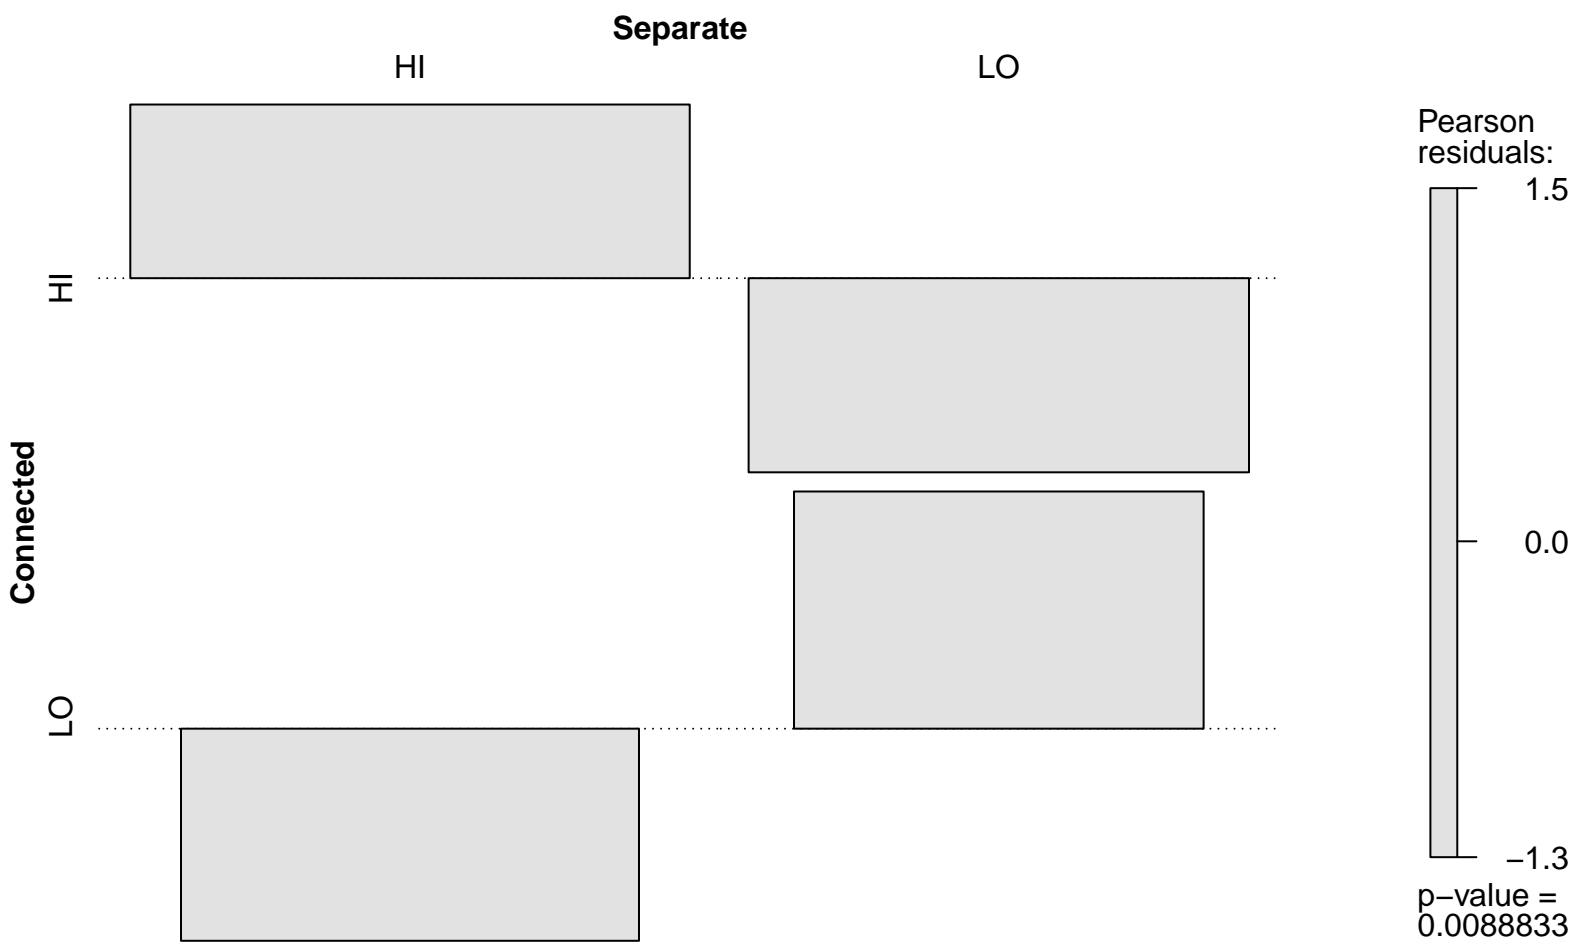 Separate
HI
LO
Connected
HI
LO
Pearson
residuals:
1.5
0.0
−1.3
p−value =
0.0088833